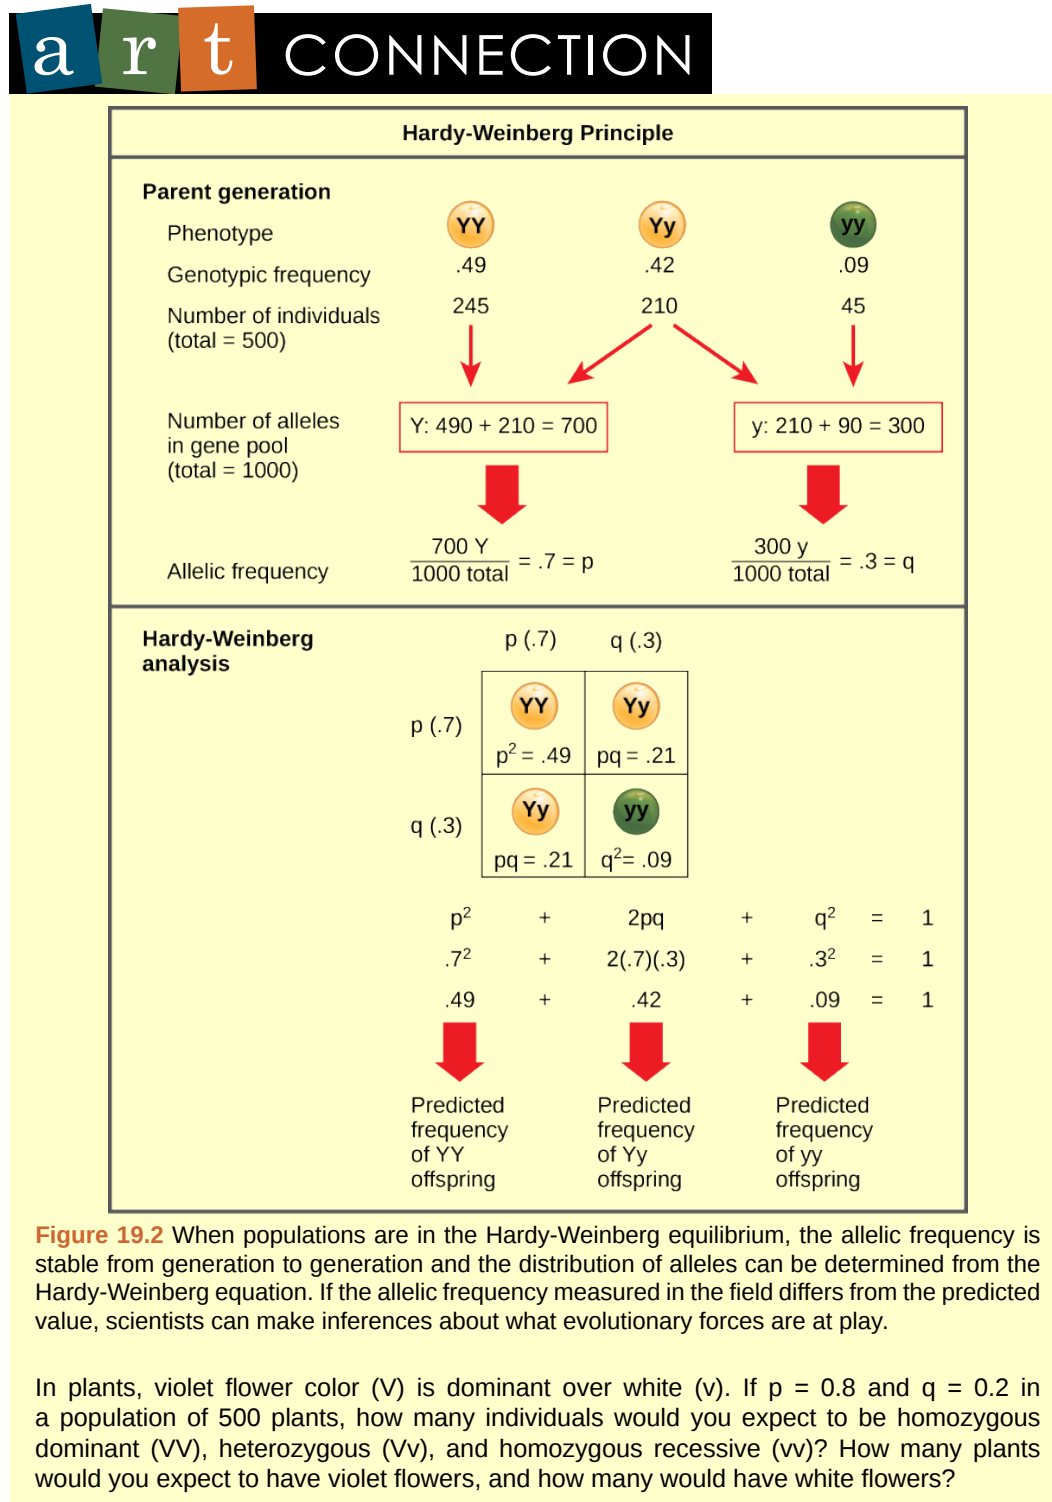 art CONNECTION
Hardy-Weinberg Principle
Parent generation
Phenotype YY Yy yy
Genotypic frequency .49 .42 .09
Number of individuals 245 210 45
(total = 500)
Number of alleles
in gene pool Y: 490 + 210 = 700 y: 210 + 90 = 300
(total = 1000)
700 Y 300 y
Allelic frequency 1000 total = .7 = p 1000 total = .3 = q
Hardy-Weinberg p (.7) q (.3)
analysis
YY Yy
p (.7)
p² = .49 pq = .21
Yy yy
q (.3)
pq = .21 q²= .09
p² + 2pq + q² = 1
.7² + 2(.7)(.3) + .3² = 1
.49 + .42 + .09 = 1
Predicted Predicted Predicted
frequency frequency frequency
of YY of Yy of yy
offspring offspring offspring
Figure 19.2 When populations are in the Hardy-Weinberg equilibrium, the allelic frequency is
stable from generation to generation and the distribution of alleles can be determined from the
Hardy-Weinberg equation. If the allelic frequency measured in the field differs from the predicted
value, scientists can make inferences about what evolutionary forces are at play.
In plants, violet flower color (V) is dominant over white (v). If p = 0.8 and q = 0.2 in
a population of 500 plants, how many individuals would you expect to be homozygous
dominant (VV), heterozygous (Vv), and homozygous recessive (vv)? How many plants
would you expect to have violet flowers, and how many would have white flowers?